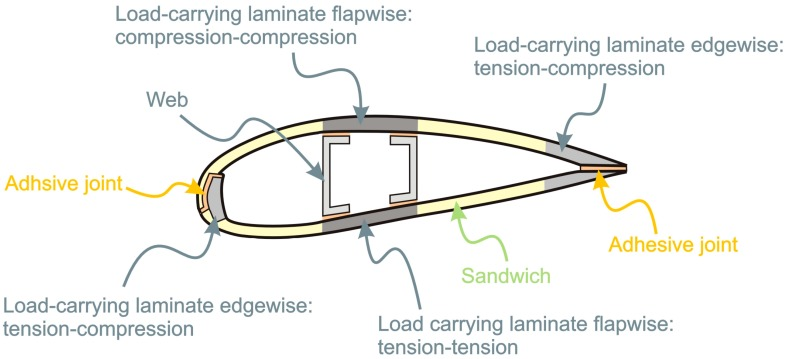 Load-carrying laminate flapwise:
compression-compression
Load-carrying laminate edgewise:
tension-compression
Web
Adhsive joint
Adhesive joint
Sandwich
Load-carrying laminate edgewise:
tension-compression
Load carrying laminate flapwise:
tension-tension